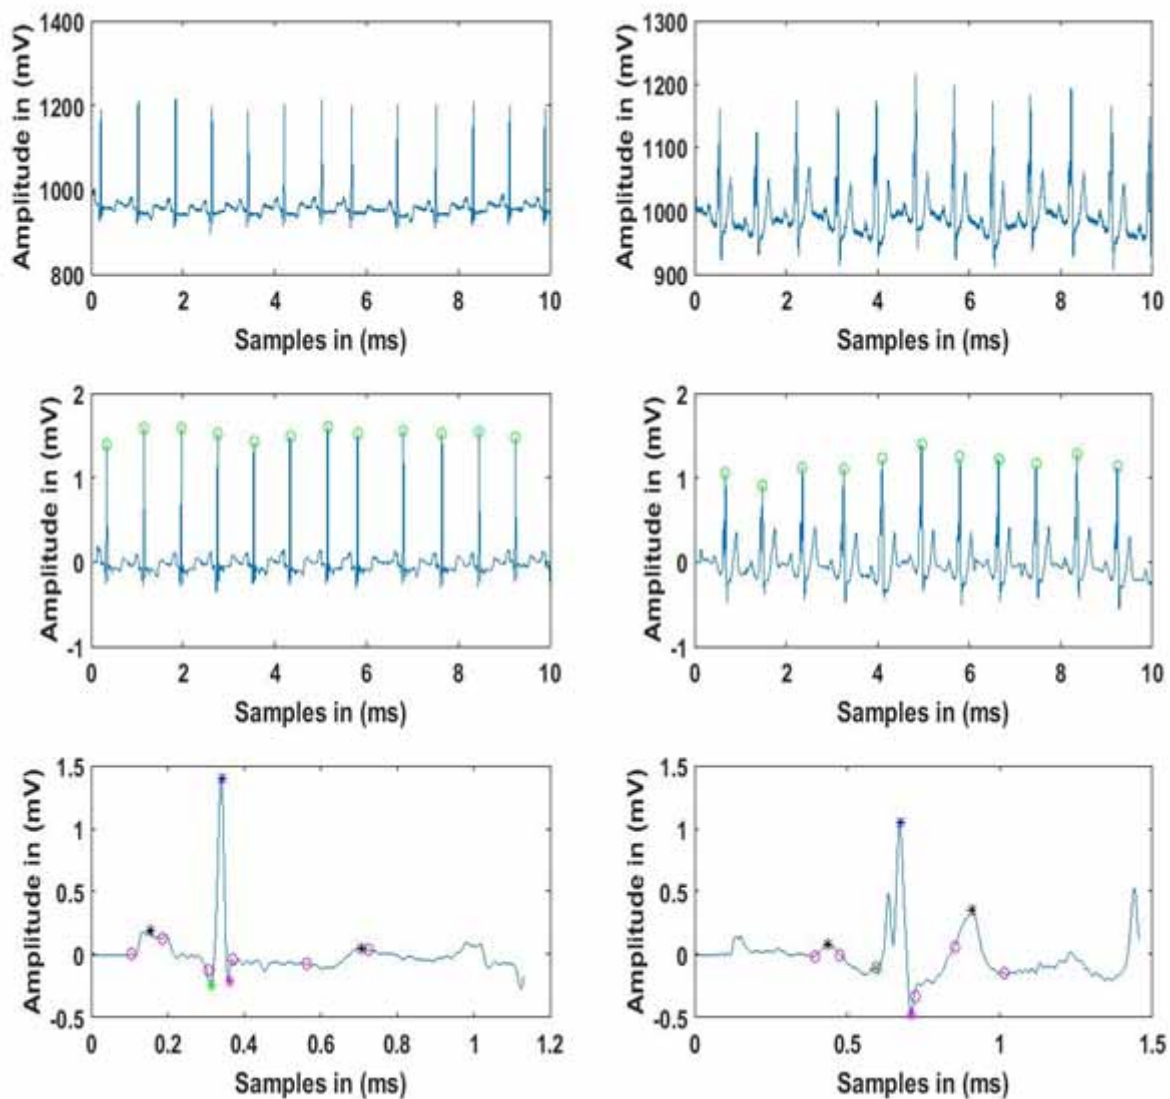 1400
1200
1000
800
Amplitude in (mV)
0 2 4 6 8 10
Samples in (ms)
1300
1200
1100
1000
900
Amplitude in (mV)
0 2 4 6 8 10
Samples in (ms)
2
1
0
-1
Amplitude in (mV)
0 2 4 6 8 10
Samples in (ms)
2
1
0
-1
Amplitude in (mV)
0 2 4 6 8 10
Samples in (ms)
1.5
1
0.5
0
-0.5
Amplitude in (mV)
0 0.2 0.4 0.6 0.8 1 1.2
Samples in (ms)
1.5
1
0.5
0
-0.5
Amplitude in (mV)
0 0.5 1 1.5
Samples in (ms)